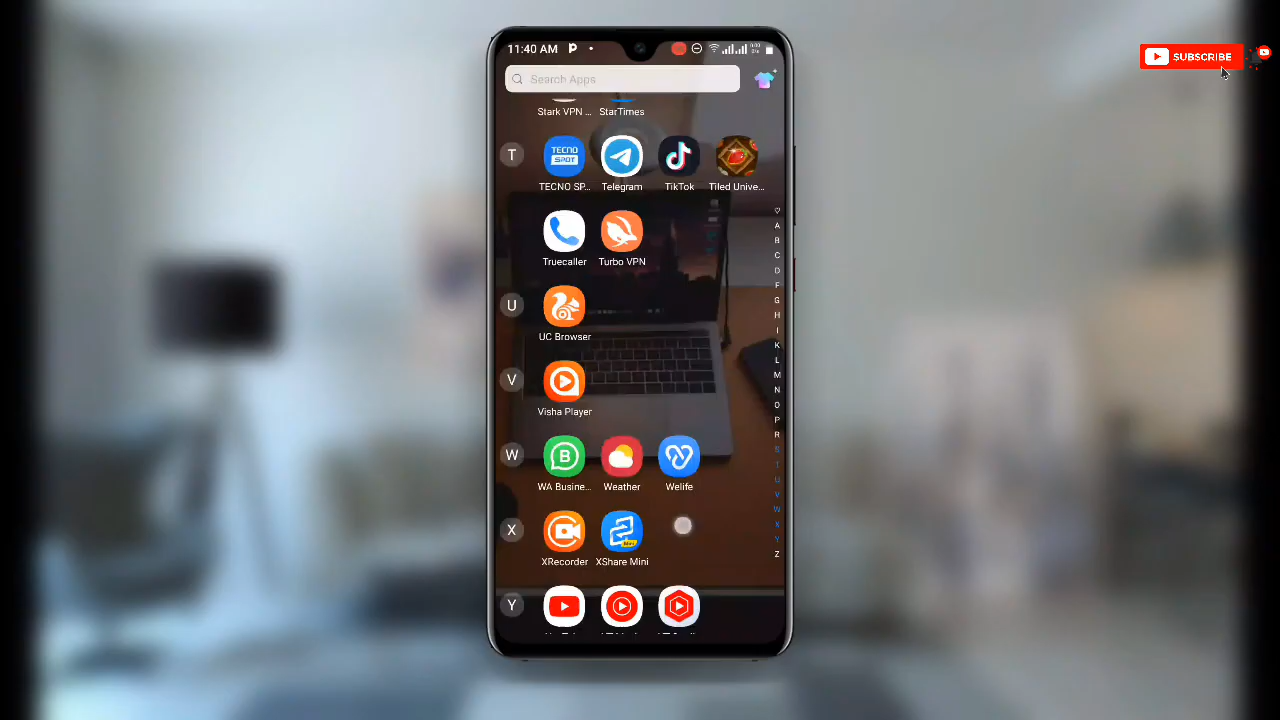 SUBSCRIBE
11:40 AM
Search Apps
Stark VPN ... StarTimes
T
TECNO SPOT
TECNO SP... Telegram TikTok Tiled Unive...
Truecaller Turbo VPN
U
UC Browser
V
Visha Player
W
B
WA Busine... Weather Welife
X
XRecorder XShare Mini
Y
A
B
C
D
F
G
H
I
K
L
M
N
O
P
R
S
T
U
V
W
X
Y
Z